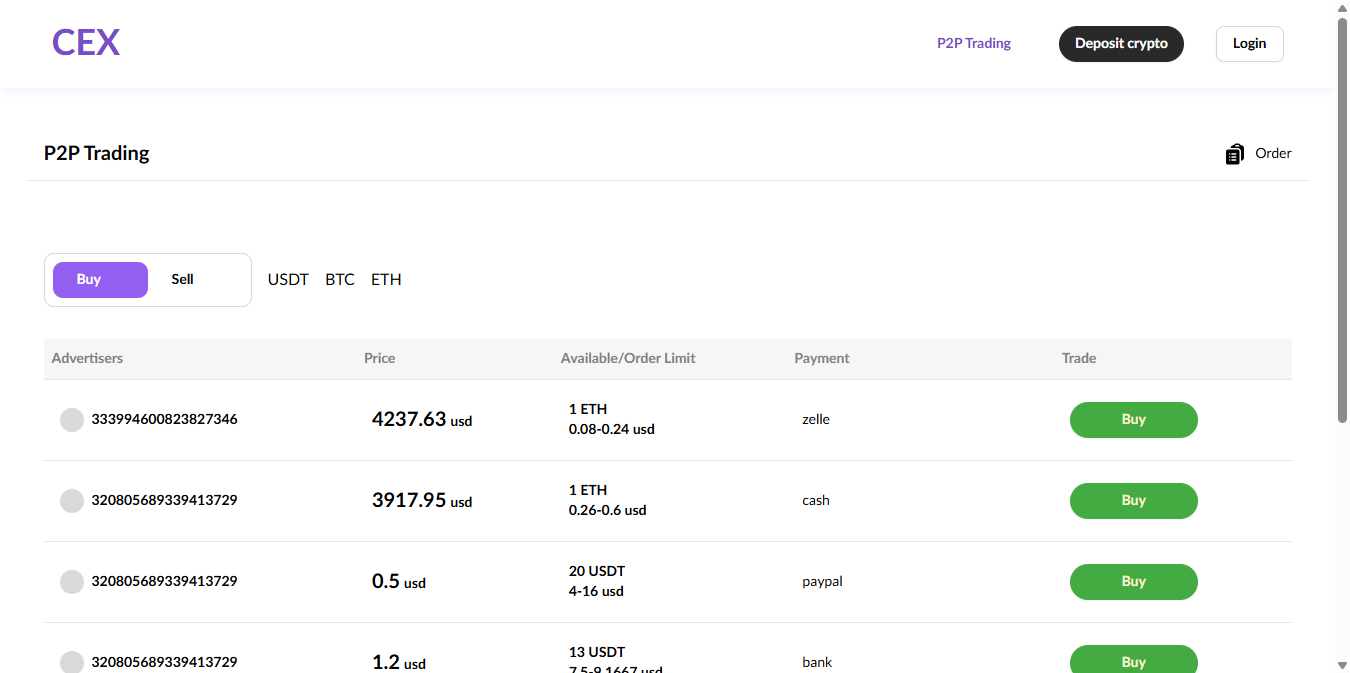 CEX
P2P Trading
Deposit crypto
Login
P2P Trading
Order
Buy
Sell
USDT
BTC
ETH
Advertisers Price Available/Order Limit Payment Trade
333994600823827346 4237.63 usd 1 ETH zelle Buy
0.08-0.24 usd
320805689339413729 3917.95 usd 1 ETH cash Buy
0.26-0.6 usd
320805689339413729 0.5 usd 20 USDT paypal Buy
4-16 usd
320805689339413729 1.2 usd 13 USDT bank Buy
7.5-9.1667 usd